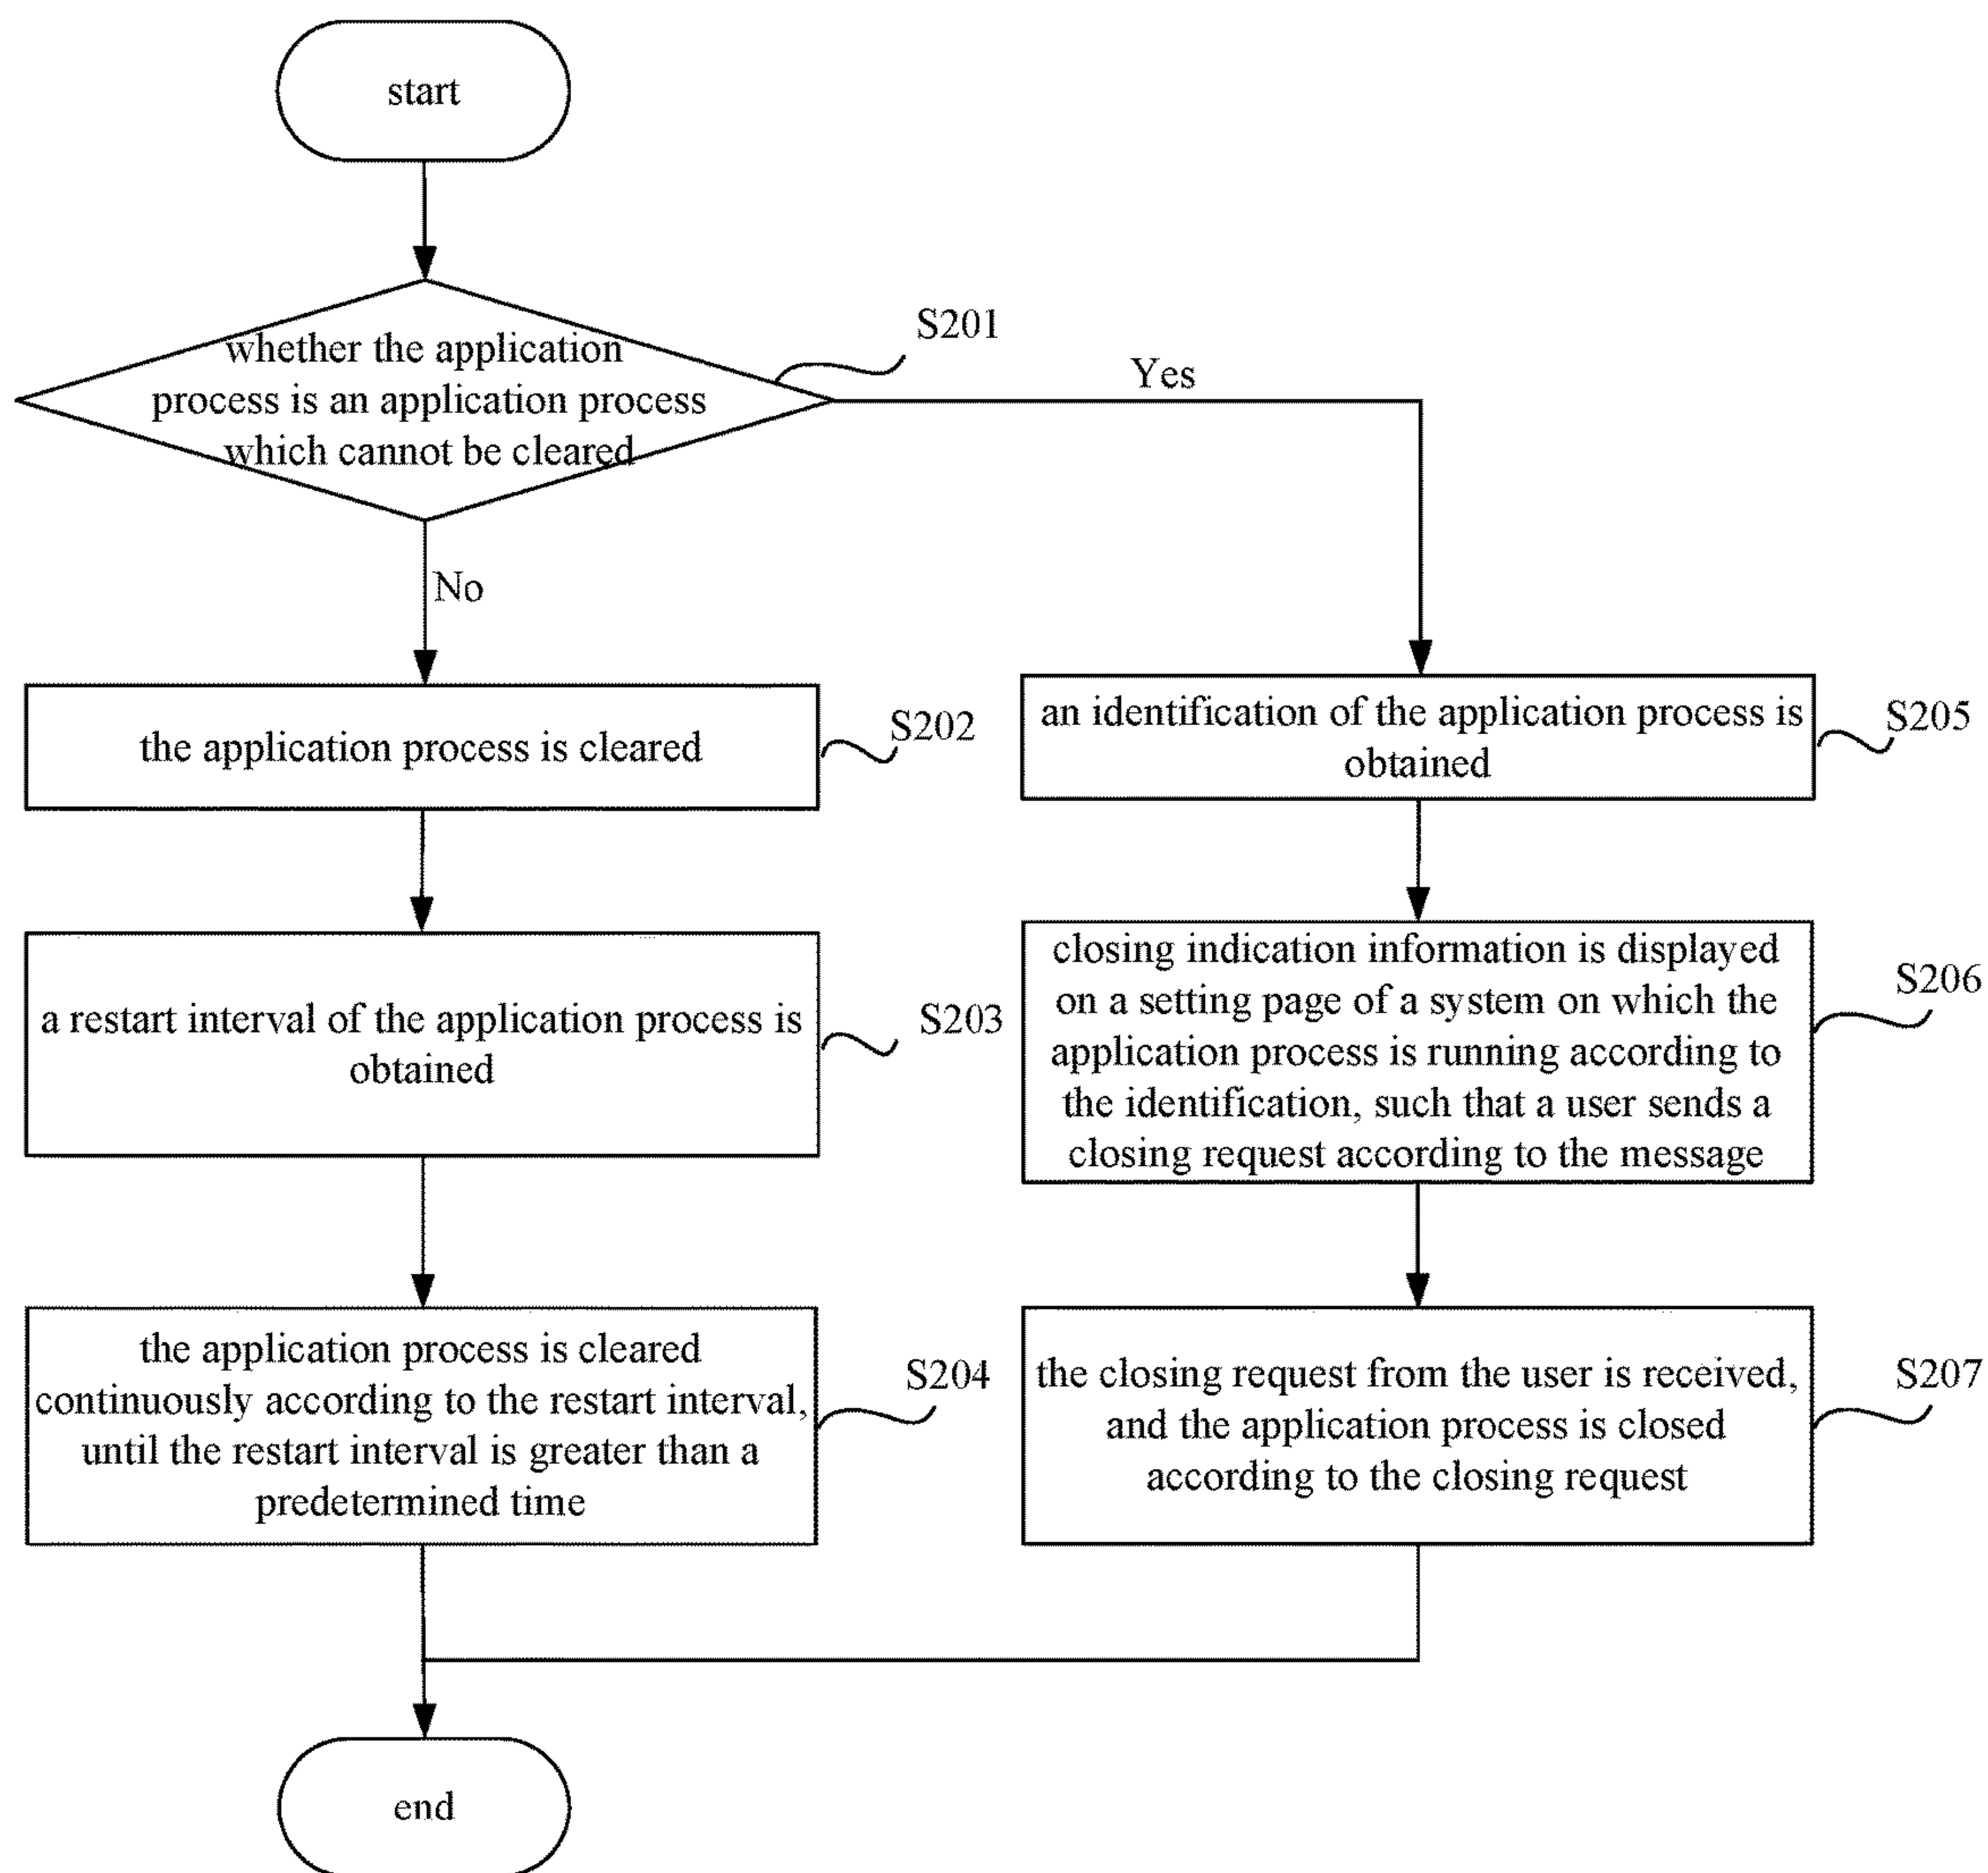 start
whether the application
process is an application process
which cannot be cleared
S201
Yes
No
the application process is cleared
S202
a restart interval of the application process is
obtained
S203
the application process is cleared
continuously according to the restart interval,
until the restart interval is greater than a
predetermined time
S204
an identification of the application process is
obtained
S205
closing indication information is displayed
on a setting page of a system on which the
application process is running according to
the identification, such that a user sends a
closing request according to the message
S206
the closing request from the user is received,
and the application process is closed
according to the closing request
S207
end